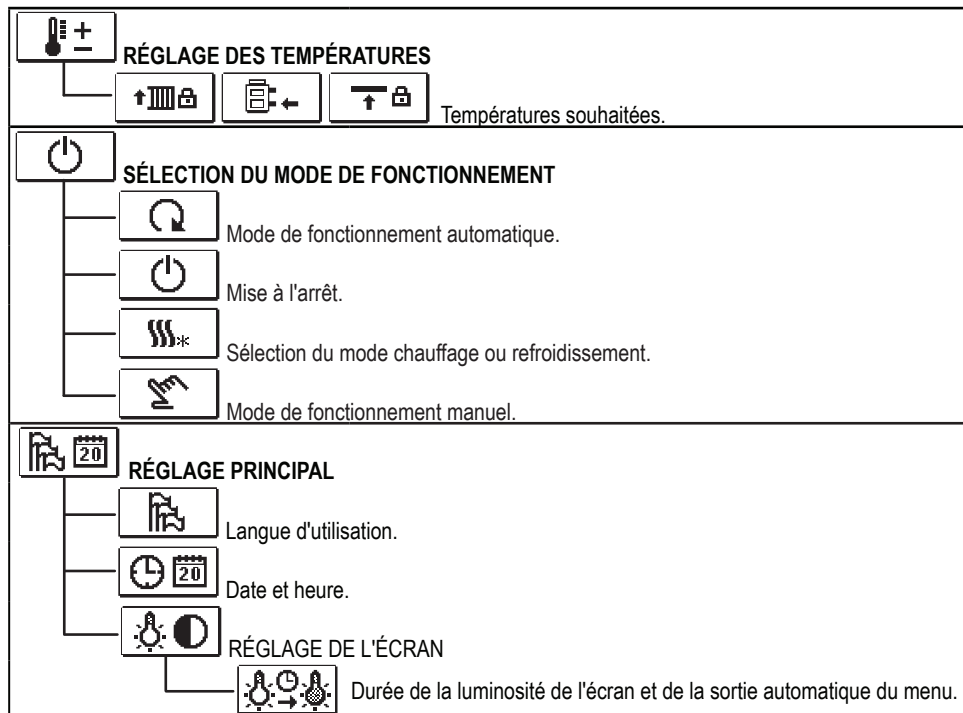 RÉGLAGE DES TEMPÉRATURES
Températures souhaitées.
SÉLECTION DU MODE DE FONCTIONNEMENT
Mode de fonctionnement automatique.
Mise à l'arrêt.
Sélection du mode chauffage ou refroidissement.
Mode de fonctionnement manuel.
20
RÉGLAGE PRINCIPAL
Langue d'utilisation.
20
Date et heure.
RÉGLAGE DE L'ÉCRAN
Durée de la luminosité de l'écran et de la sortie automatique du menu.